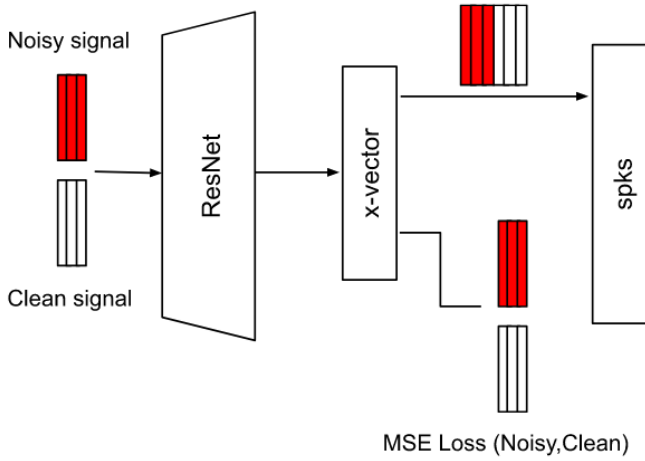 Noisy signal
Clean signal
ResNet
x-vector
spks
MSE Loss (Noisy,Clean)